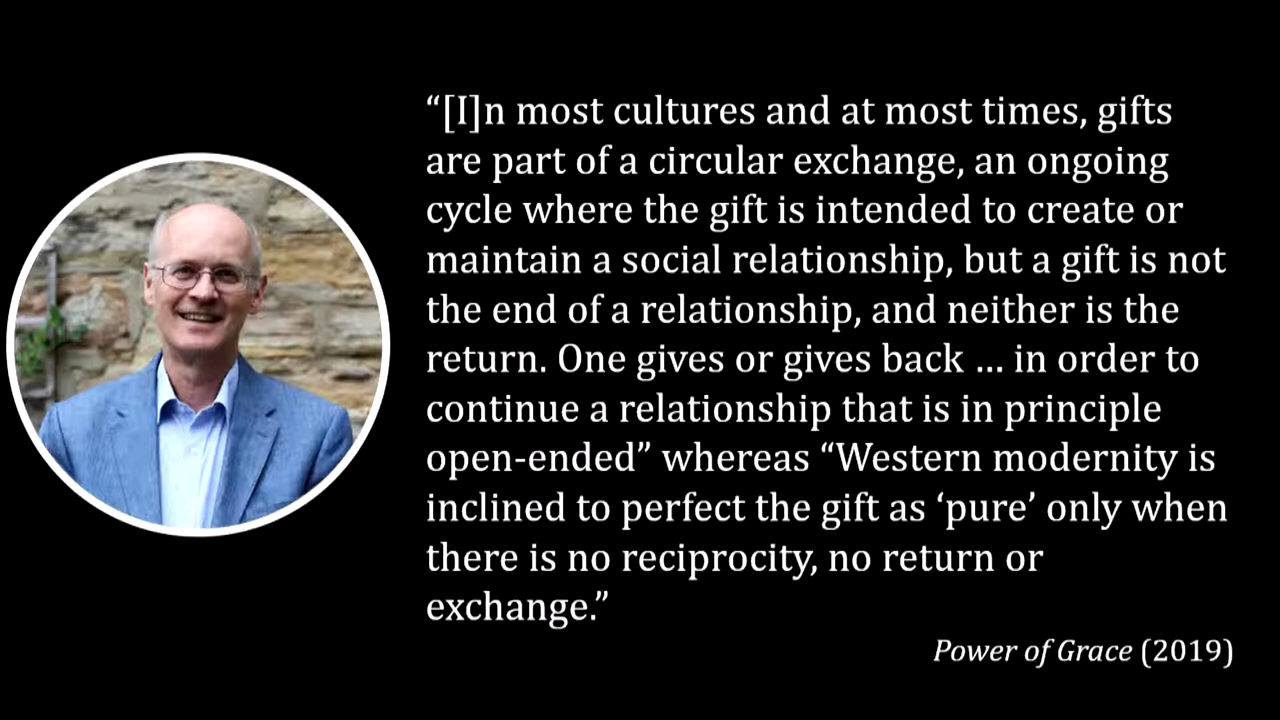 “[I]n most cultures and at most times, gifts
are part of a circular exchange, an ongoing
cycle where the gift is intended to create or
maintain a social relationship, but a gift is not
the end of a relationship, and neither is the
return. One gives or gives back ... in order to
continue a relationship that is in principle
open-ended” whereas “Western modernity is
inclined to perfect the gift as ‘pure’ only when
there is no reciprocity, no return or
exchange.”
Power of Grace (2019)